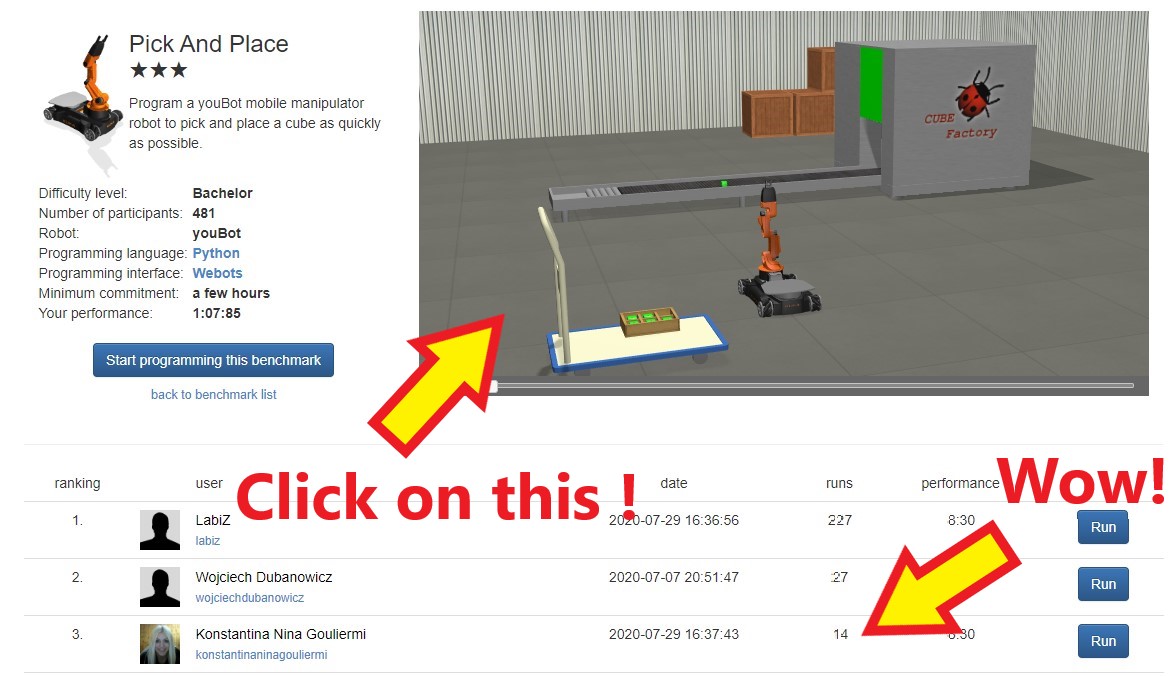 Pick And Place
★★★
Program a youBot mobile manipulator
robot to pick and place a cube as quickly
as possible.
Difficulty level: Bachelor
Number of participants: 481
Robot: youBot
Programming language: Python
Programming interface: Webots
Minimum commitment: a few hours
Your performance: 1:07:85
Start programming this benchmark
back to benchmark list
CUBE
Factory
Click on this !
Wow!
ranking user date runs performance
1. LabiZ 2020-07-29 16:36:56 227 8:30 Run
labiz
2. Wojciech Dubanowicz 2020-07-07 20:51:47 :27 Run
wojciechdubanowicz
3. Konstantina Nina Gouliermi 2020-07-29 16:37:43 14 Run
konstantinaninagouliermi